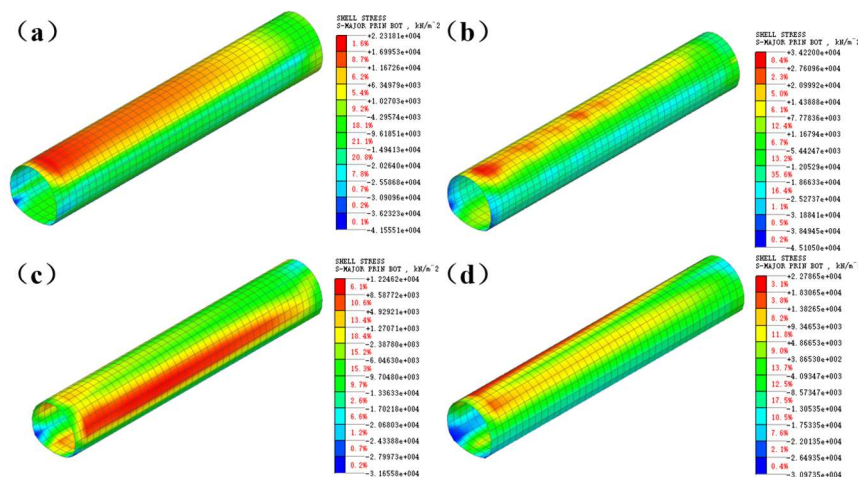 (a)
SHELL STRESS
S-MAJOR PRIN BOT , kN/m^2
+2.23181e+004
1.6%
+1.69953e+004
8.7%
+1.16726e+004
6.2%
+6.34979e+003
5.4%
+1.02703e+003
9.2%
-4.29574e+003
18.1%
-9.61851e+003
21.1%
-1.49413e+004
20.8%
-2.02640e+004
7.8%
-2.55868e+004
0.7%
-3.09096e+004
0.2%
-3.62323e+004
0.1%
-4.15551e+004
(b)
SHELL STRESS
S-MAJOR PRIN BOT , kN/m^2
+3.42200e+004
0.4%
+2.76096e+004
2.3%
+2.09992e+004
5.0%
+1.43888e+004
6.1%
+7.77836e+003
12.4%
+1.16794e+003
6.7%
-5.44247e+003
13.2%
-1.20529e+004
35.6%
-1.86633e+004
16.4%
-2.52737e+004
1.1%
-3.18841e+004
0.5%
-3.84945e+004
0.2%
-4.51050e+004
(c)
SHELL STRESS
S-MAJOR PRIN BOT , kN/m^2
+1.22462e+004
6.1%
+8.58772e+003
10.6%
+4.92921e+003
13.4%
+1.27071e+003
18.4%
-2.38780e+003
15.2%
-6.04630e+003
15.3%
-9.70480e+003
9.7%
-1.33633e+004
2.6%
-1.70218e+004
6.6%
-2.06803e+004
1.2%
-2.43388e+004
0.7%
-2.79973e+004
0.2%
-3.16558e+004
(d)
SHELL STRESS
S-MAJOR PRIN BOT , kN/m^2
+2.27865e+004
3.1%
+1.83065e+004
3.8%
+1.38265e+004
8.2%
+9.34653e+003
11.8%
+4.86653e+003
9.0%
+3.86530e+002
13.7%
-4.09347e+003
12.5%
-8.57347e+003
17.5%
-1.30535e+004
10.5%
-1.75335e+004
7.6%
-2.20135e+004
2.1%
-2.64935e+004
0.4%
-3.09735e+004